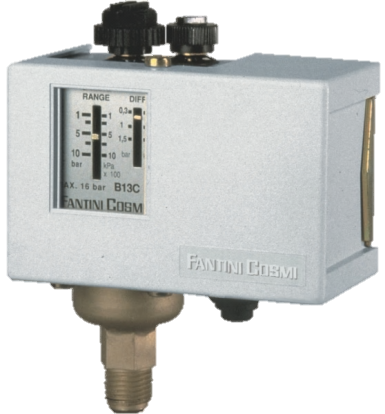 RANGE DIFF
0,3
1 1
1
5 5
1,5
10 10 bar
bar kPa
x 100
AX. 16 bar B13C
FANTINI COSM
FANTINI COSMI